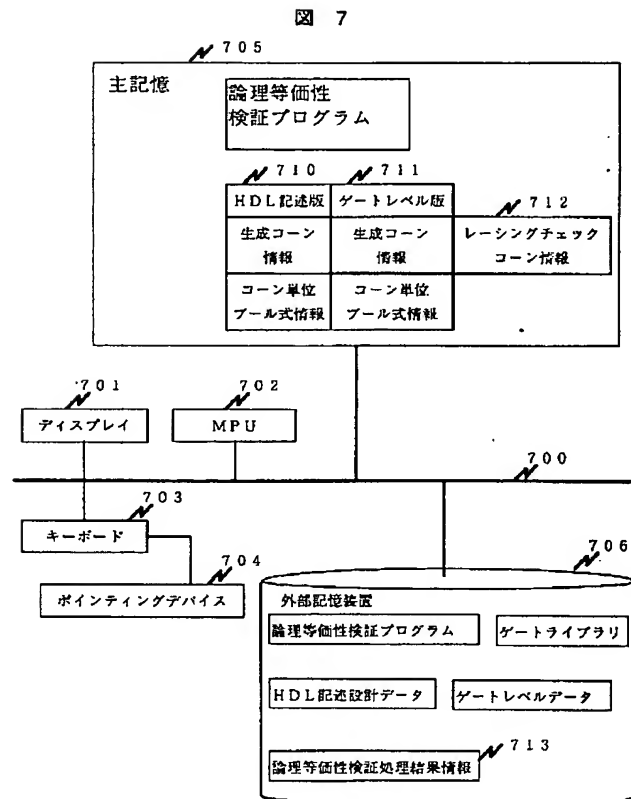 図 7
705
主記憶
論理等価性
検証プログラム
710 711 712
HDL記述版 ゲートレベル版
生成コーン 生成コーン レーシングチェック
情報 情報 コーン情報
コーン単位 コーン単位
ブール式情報 ブール式情報
701 702
ディスプレイ MPU
700
703
キーボード
704 706
ポインティングデバイス
外部記憶装置
論理等価性検証プログラム ゲートライブラリ
HDL記述設計データ ゲートレベルデータ
713
論理等価性検証処理結果情報